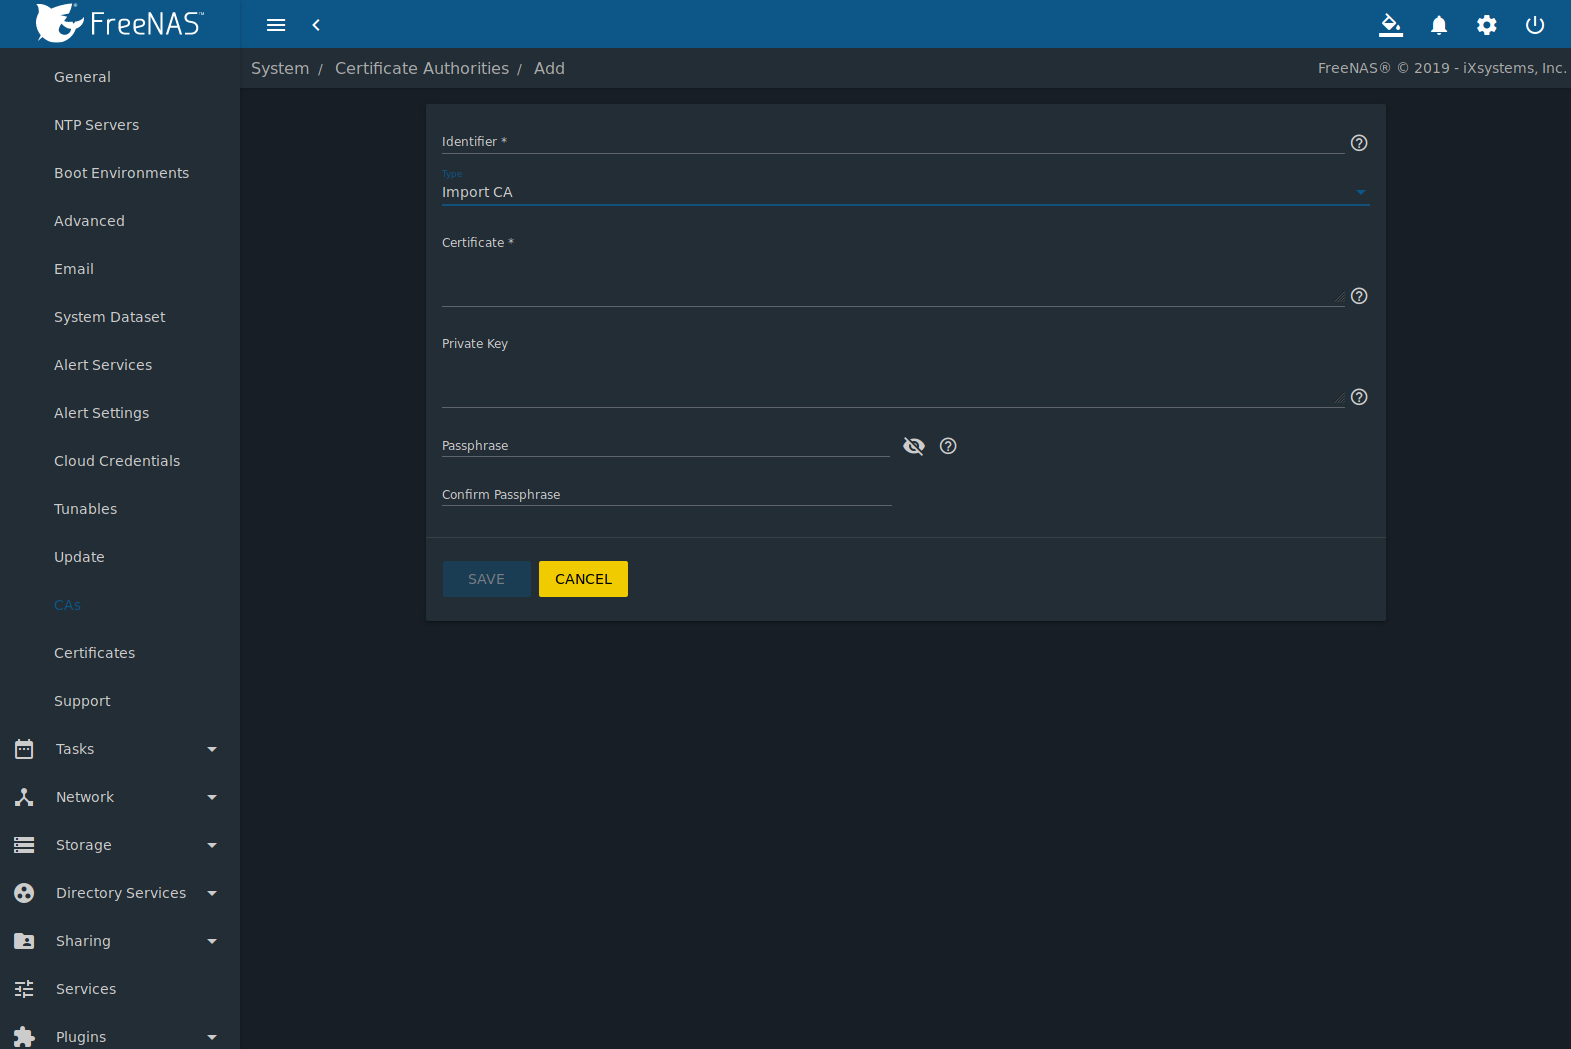 FreeNAS™
System / Certificate Authorities / Add
FreeNAS® © 2019 - iXsystems, Inc.
General
NTP Servers
Boot Environments
Advanced
Email
System Dataset
Alert Services
Alert Settings
Cloud Credentials
Tunables
Update
CAs
Certificates
Support
Tasks
Network
Storage
Directory Services
Sharing
Services
Plugins
Identifier *
Type
Import CA
Certificate *
Private Key
Passphrase
Confirm Passphrase
SAVE CANCEL